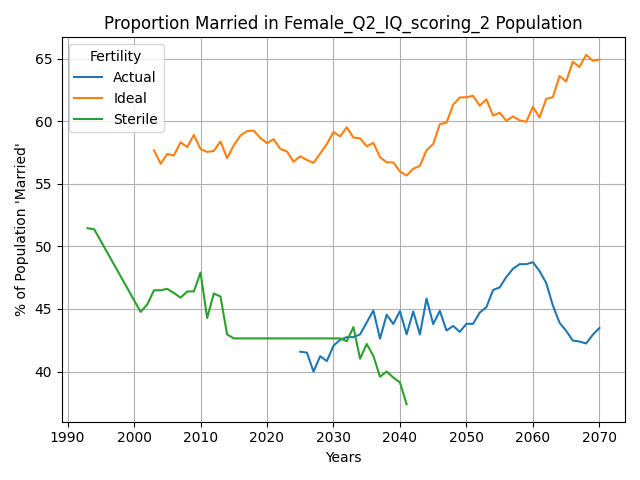 Proportion Married in Female_Q2_IQ_scoring_2 Population
% of Population 'Married'
65
60
55
50
45
40
Fertility
Actual
Ideal
Sterile
1990 2000 2010 2020 2030 2040 2050 2060 2070
Years